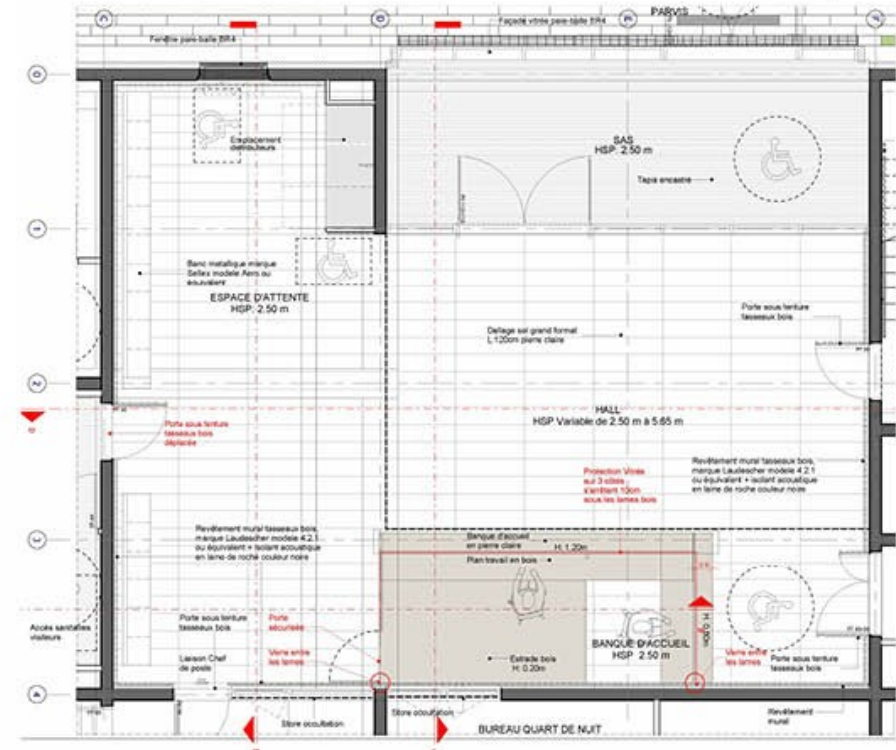 PARVIS
Façade vitrée pare-balle BR4
Fenêtre pare-balle BR4
Emplacement
distributeurs
SAS
HSP: 2.50 m
Tapis encastré
Banc métallique marque
Sellex modele Aero ou
équivalent
ESPACE D'ATTENTE
HSP: 2.50 m
Dallage sol grand format
L 120cm pierre claire
Porte sous tenture
tasseaux bois
HALL
HSP Variable de 2.50 m à 5.65 m
Porte sous tenture
tasseaux bois
déplacée
Protection Vitrée
sur 3 côtés
s'arrêtant 10cm
sous les lames bois
Revêtement mural tasseaux bois,
marque Laudescher modele 4.2.1
ou équivalent + isolant acoustique
en laine de roche couleur noire
Revêtement mural tasseaux bois,
marque Laudescher modele 4.2.1
ou équivalent + isolant acoustique
en laine de roche couleur noire
Banque d'accueil
en pierre claire
H: 1.20m
Plan travail en bois
H: 0.80m
Accès sanitaires
visiteurs
Porte sous tenture
tasseaux bois
Porte
sécurisée
Liaison Chef
de poste
Verre entre
les lames
Estrade bois
H: 0.20m
BANQUE D'ACCUEIL
HSP 2.50 m
Verre entre
les lames
Porte sous tenture
tasseaux bois
Store occultation
Store occultation
BUREAU QUART DE NUIT
Revêtement
mural